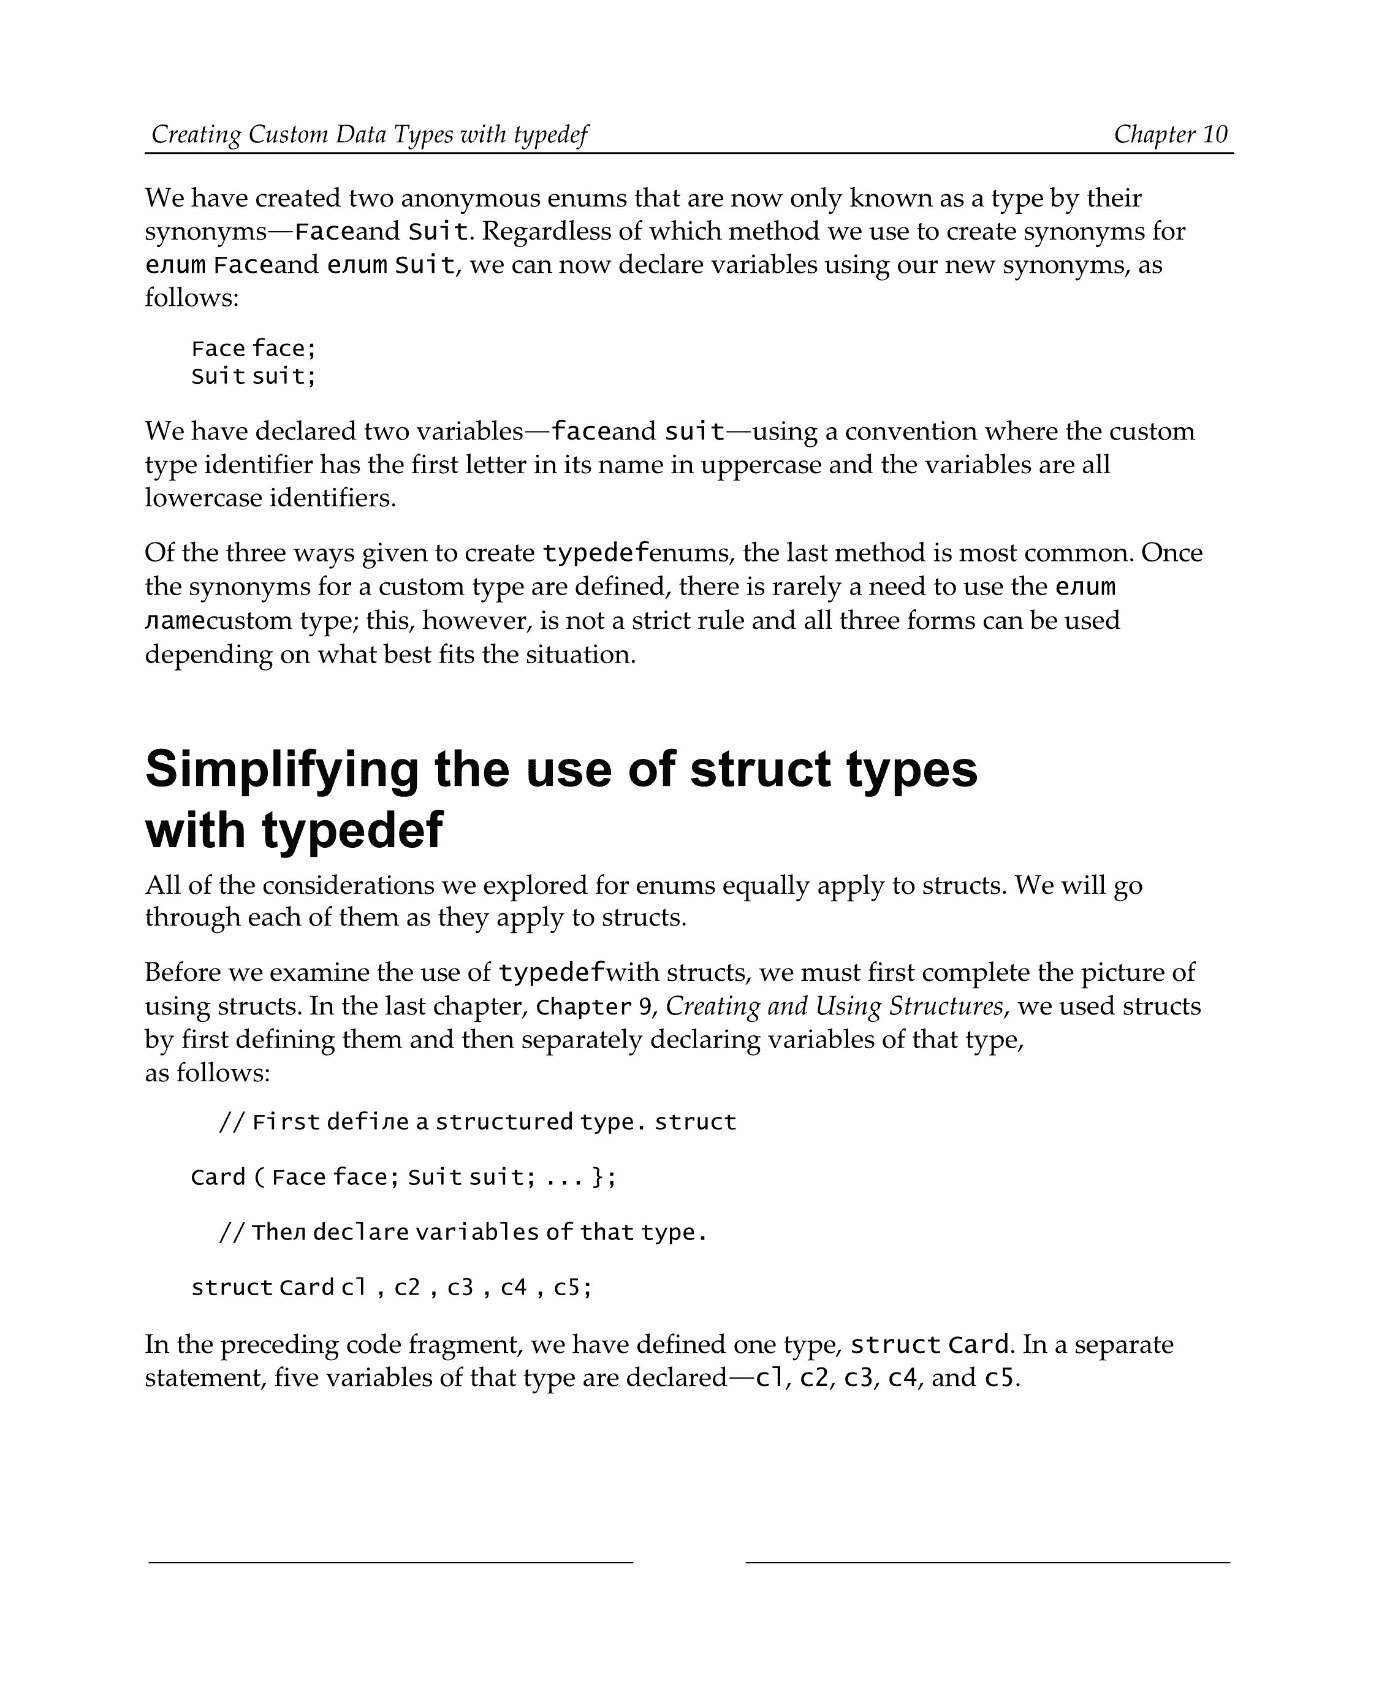 Creating Custom Data Types with typedef Chapter 10
We have created two anonymous enums that are now only known as a type by their
synonyms—Faceand Suit. Regardless of which method we use to create synonyms for
eлum Faceand eлum Suit, we can now declare variables using our new synonyms, as
follows:
Face face;
Suit suit;
We have declared two variables—faceand suit—using a convention where the custom
type identifier has the first letter in its name in uppercase and the variables are all
lowercase identifiers.
Of the three ways given to create typedefenums, the last method is most common. Once
the synonyms for a custom type are defined, there is rarely a need to use the eлum
лamecustom type; this, however, is not a strict rule and all three forms can be used
depending on what best fits the situation.
Simplifying the use of struct types
with typedef
All of the considerations we explored for enums equally apply to structs. We will go
through each of them as they apply to structs.
Before we examine the use of typedefwith structs, we must first complete the picture of
using structs. In the last chapter, Chapter 9, Creating and Using Structures, we used structs
by first defining them and then separately declaring variables of that type,
as follows:
// First defiлe a structured type. struct
Card ( Face face; Suit suit; ... };
// Theл declare variables of that type.
struct Card cl , c2 , c3 , c4 , c5;
In the preceding code fragment, we have defined one type, struct Card. In a separate
statement, five variables of that type are declared—cl, c2, c3, c4, and c5.